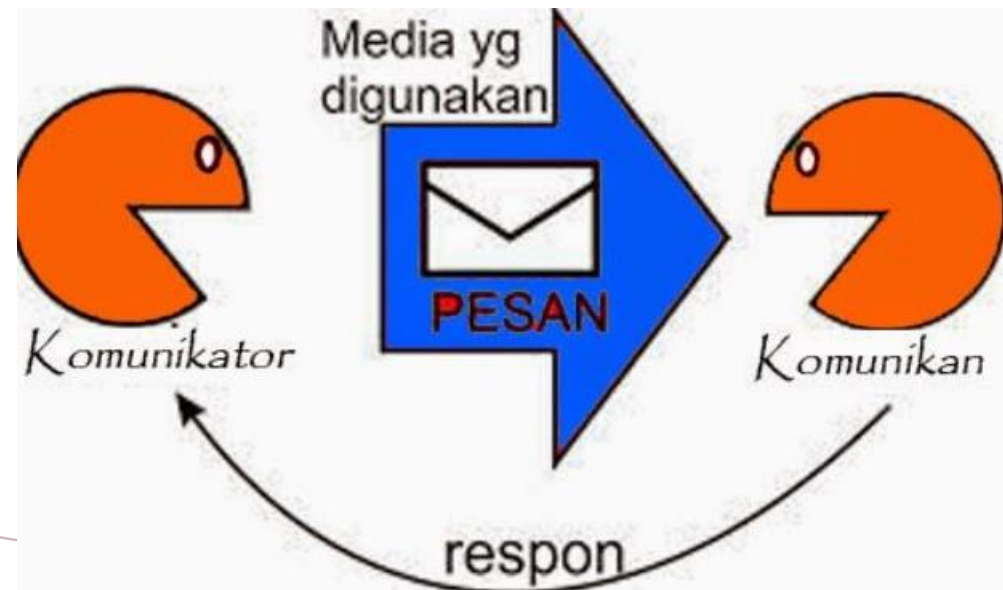 Media yg
digunakan
PESAN
Komunikator
Komunikan
respon